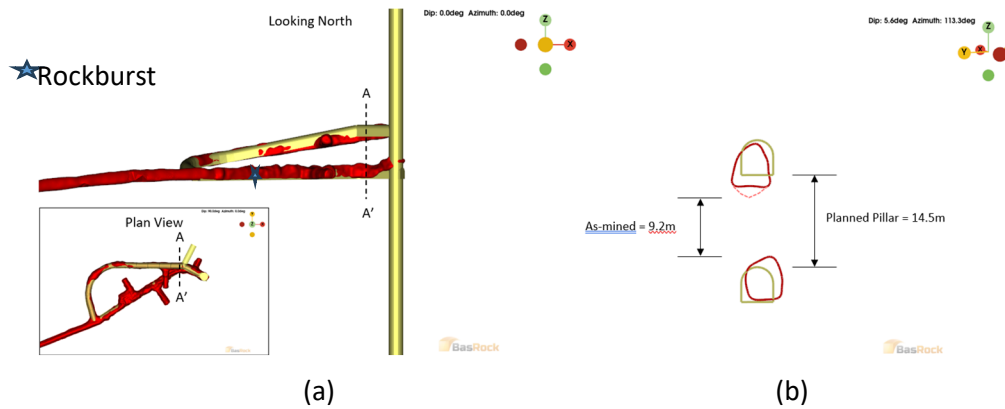 Looking North
Dip: 0.0deg Azimuth: 0.0deg
Z
X
Rockburst
A
A'
Plan View
A
Z
A'
BasRock
BasRock
(a)
Dip: 5.6deg Azimuth: 113.3deg
Z
Y
X
As-mined = 9.2m
Planned Pillar = 14.5m
BasRock
(b)